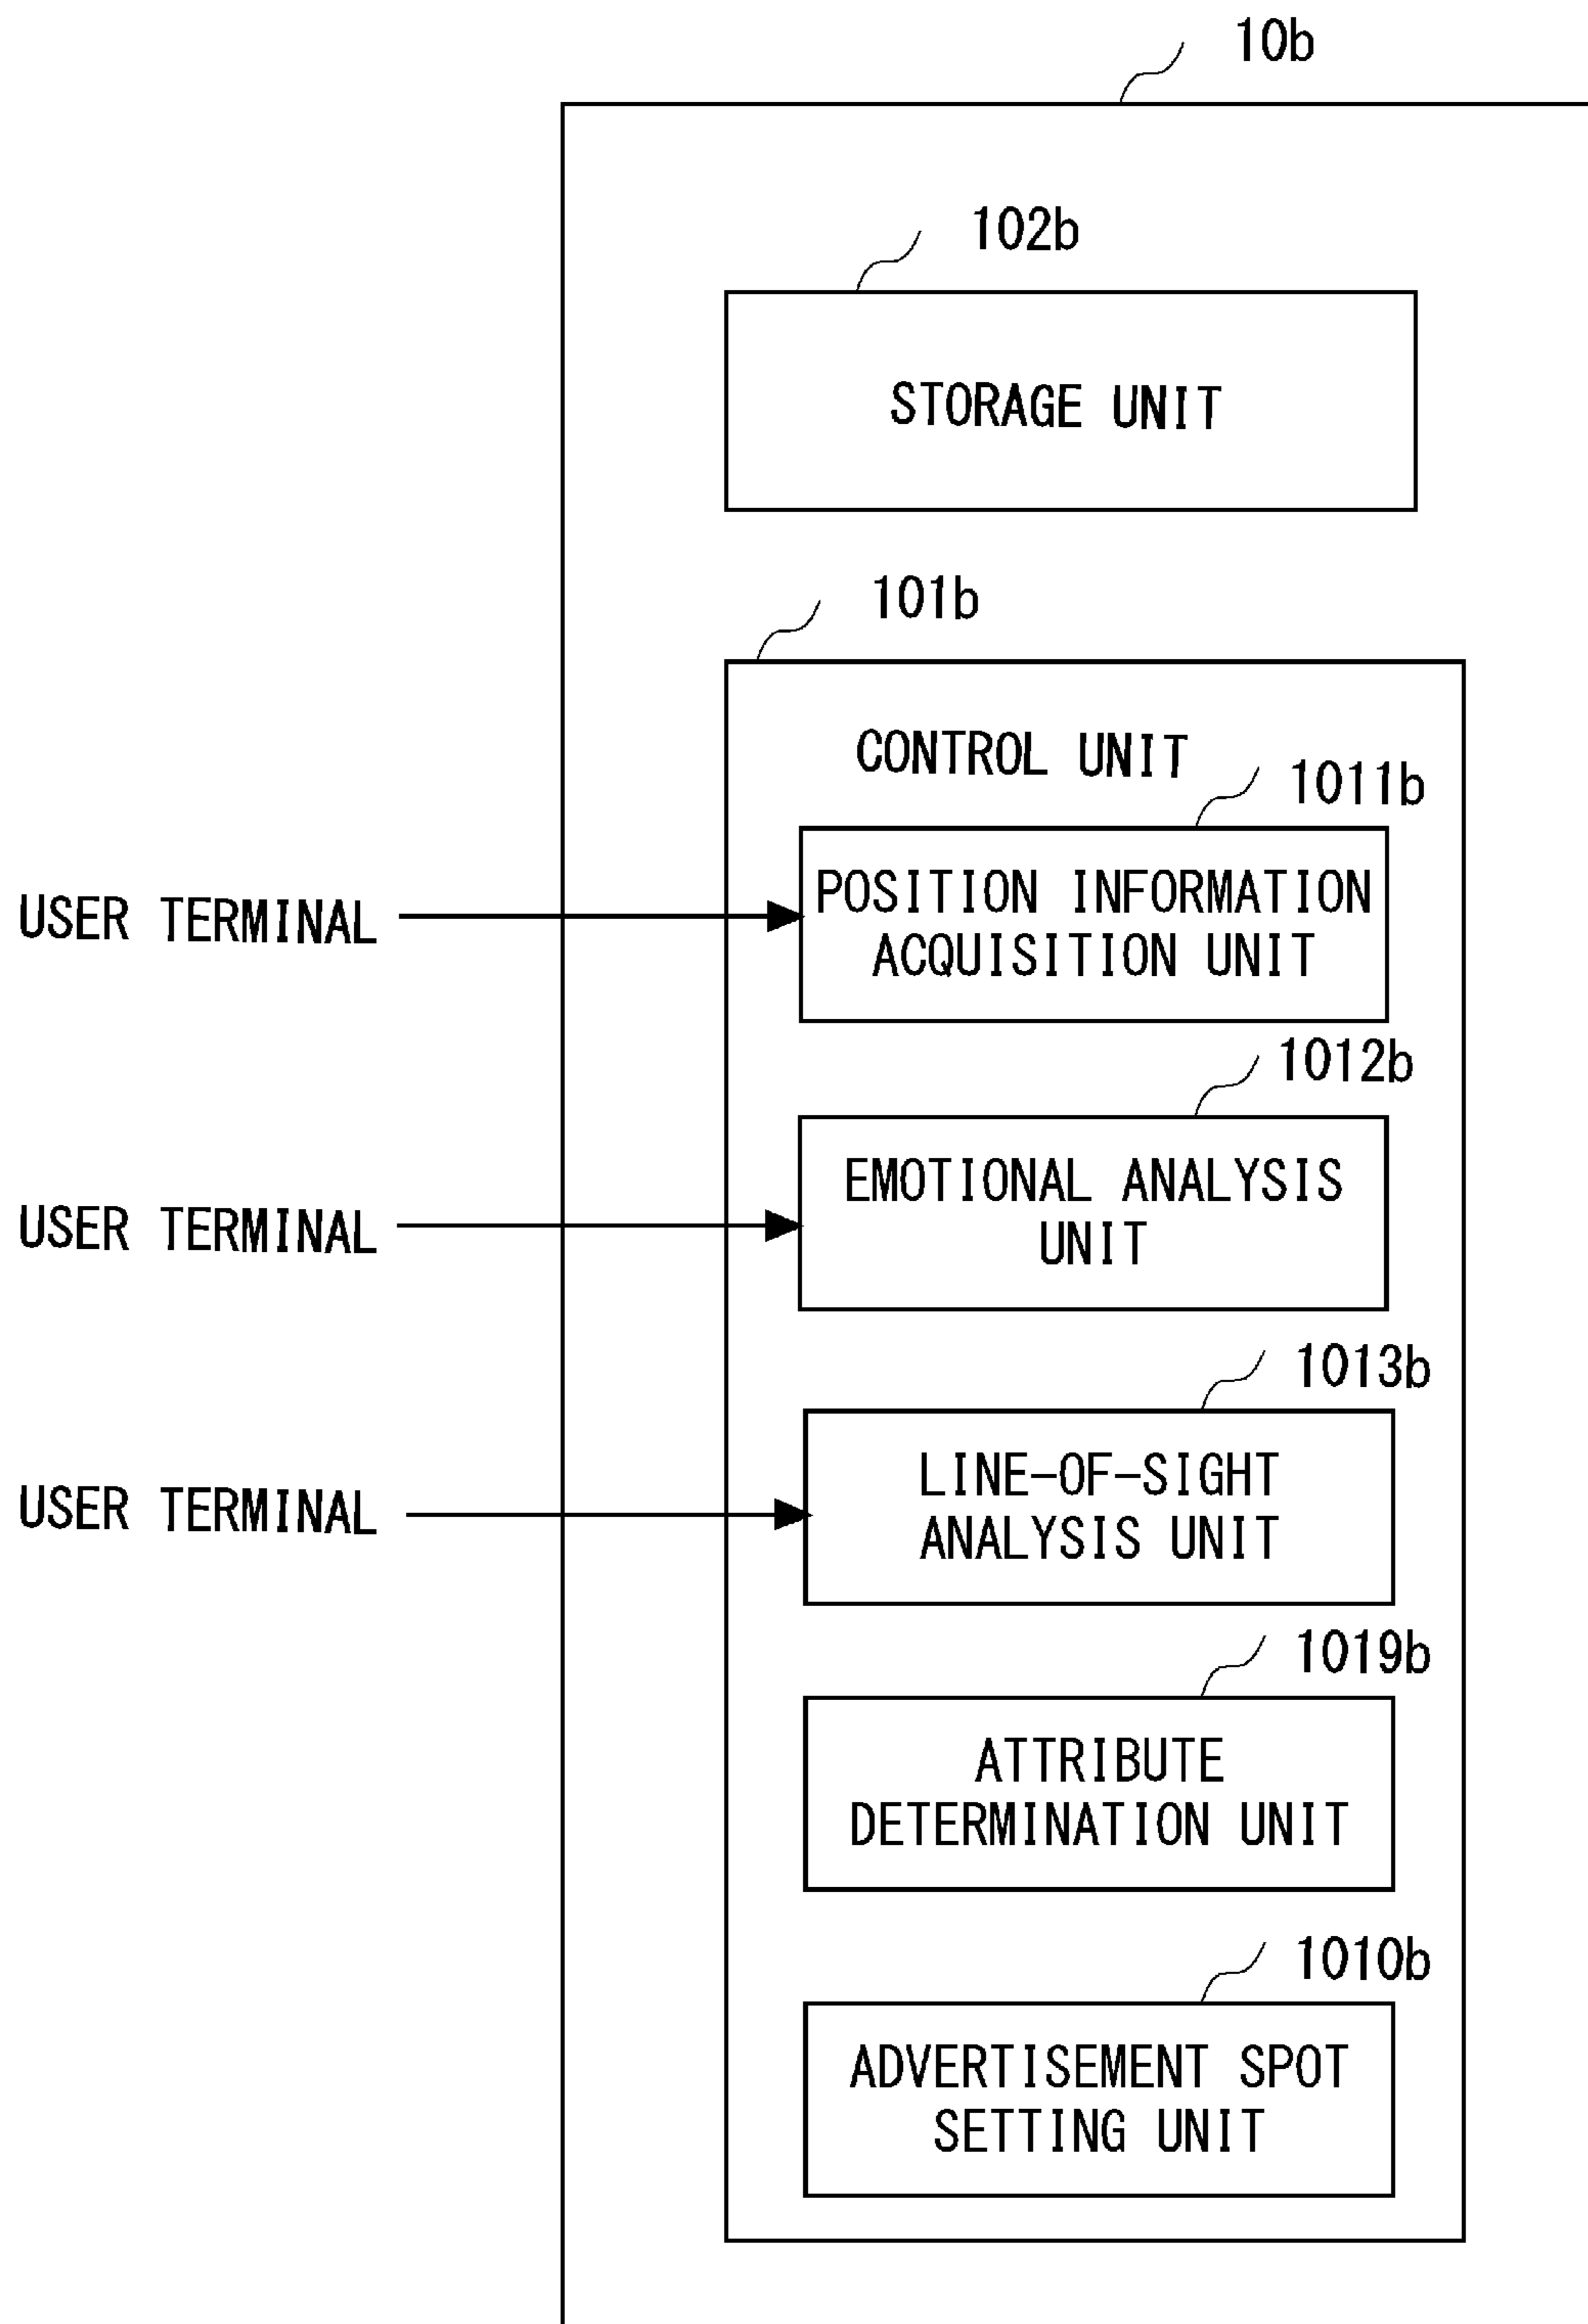 10b
102b
STORAGE UNIT
101b
CONTROL UNIT
1011b
USER TERMINAL
POSITION INFORMATION
ACQUISITION UNIT
1012b
USER TERMINAL
EMOTIONAL ANALYSIS
UNIT
1013b
USER TERMINAL
LINE-OF-SIGHT
ANALYSIS UNIT
1019b
ATTRIBUTE
DETERMINATION UNIT
1010b
ADVERTISEMENT SPOT
SETTING UNIT